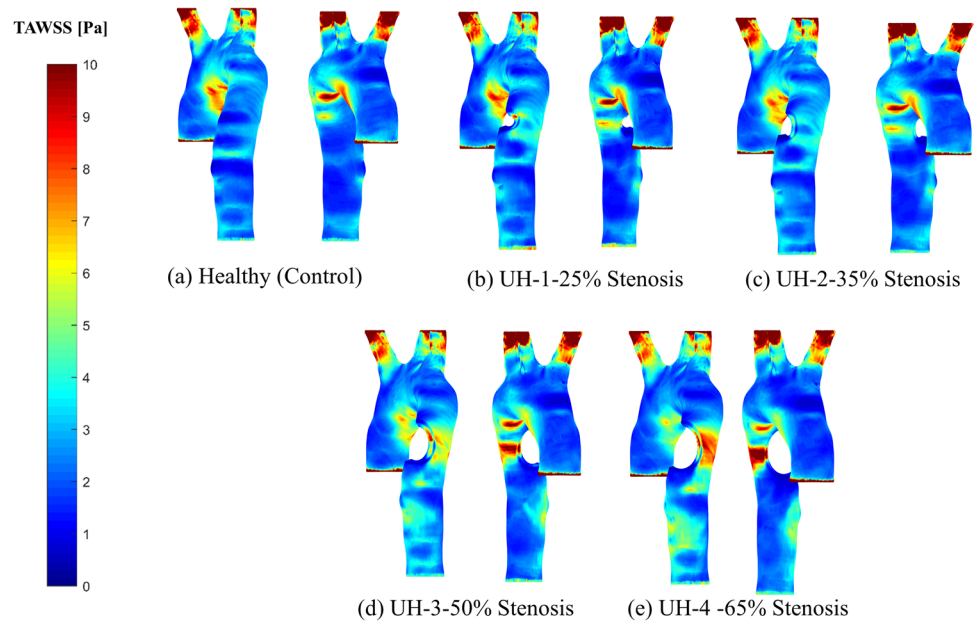 TAWSS [Pa]
10
9
8
7
6
5
4
3
2
1
0
(a) Healthy (Control)
(b) UH-1-25% Stenosis
(c) UH-2-35% Stenosis
(d) UH-3-50% Stenosis
(e) UH-4 -65% Stenosis